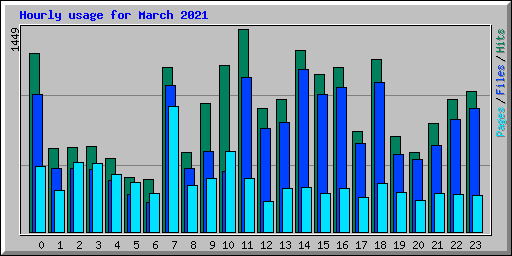 Hourly usage for March 2021
1449
Pages/Files/Hits
0 1 2 3 4 5 6 7 8 9 10 11 12 13 14 15 16 17 18 19 20 21 22 23